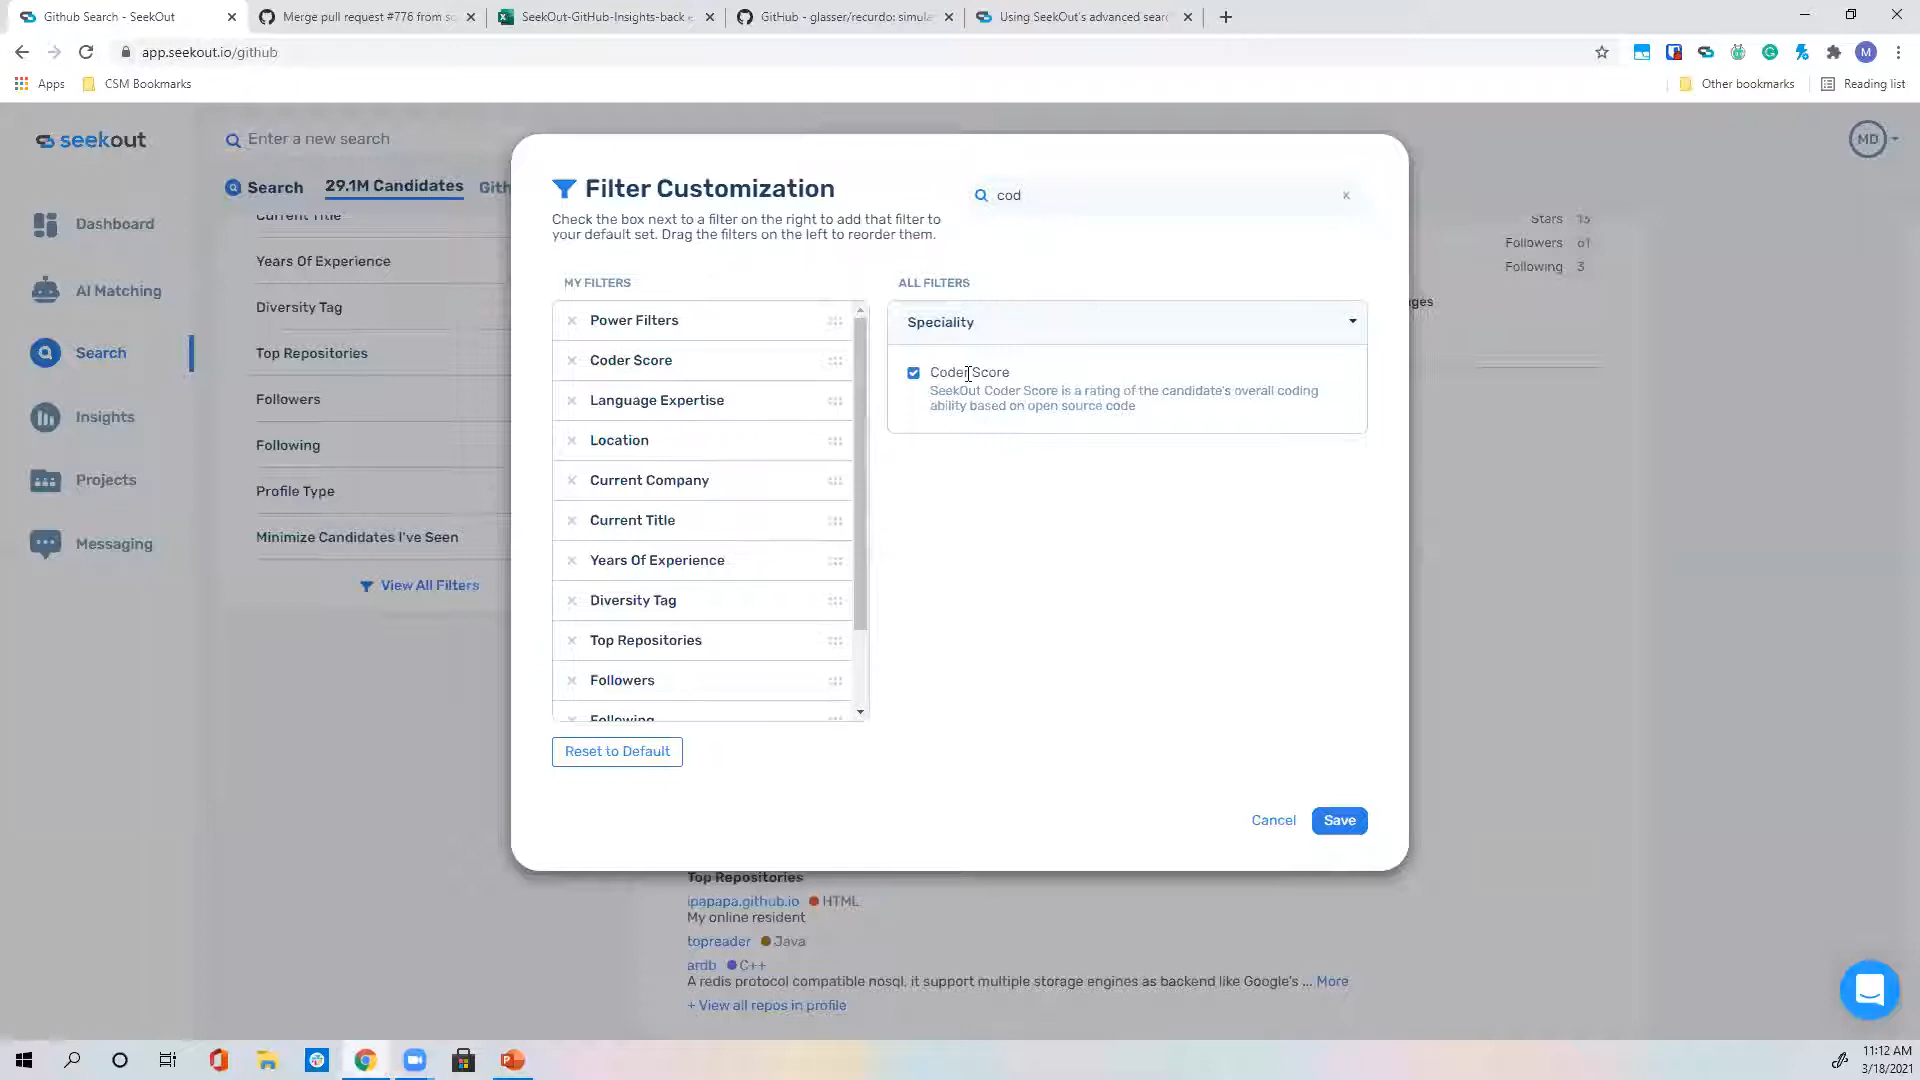 Github Search - SeekOut
Merge pull request #776 from sc
SeekOut-GitHub-Insights-back e
GitHub - glasser/recurdo: simula
Using SeekOut's advanced sear
app.seekout.io/github
M
Apps
CSM Bookmarks
Other bookmarks
Reading list
seekout
Enter a new search
MD
Search
29.1M Candidates
Gith
Dashboard
AI Matching
Search
Insights
Projects
Messaging
Current Title
Years Of Experience
Diversity Tag
Top Repositories
Followers
Following
Profile Type
Minimize Candidates I've Seen
View All Filters
Filter Customization
Check the box next to a filter on the right to add that filter to
your default set. Drag the filters on the left to reorder them.
cod
MY FILTERS
Power Filters
Coder Score
Language Expertise
Location
Current Company
Current Title
Years Of Experience
Diversity Tag
Top Repositories
Followers
Following
Reset to Default
ALL FILTERS
Speciality
Coder Score
SeekOut Coder Score is a rating of the candidate's overall coding
ability based on open source code
Cancel
Save
Stars 13
Followers 61
Following 3
ges
Top Repositories
ipapapa.github.io HTML
My online resident
topreader Java
ardb C++
A redis protocol compatible nosql, it support multiple storage engines as backend like Google's ... More
+ View all repos in profile
11:12 AM
3/18/2021